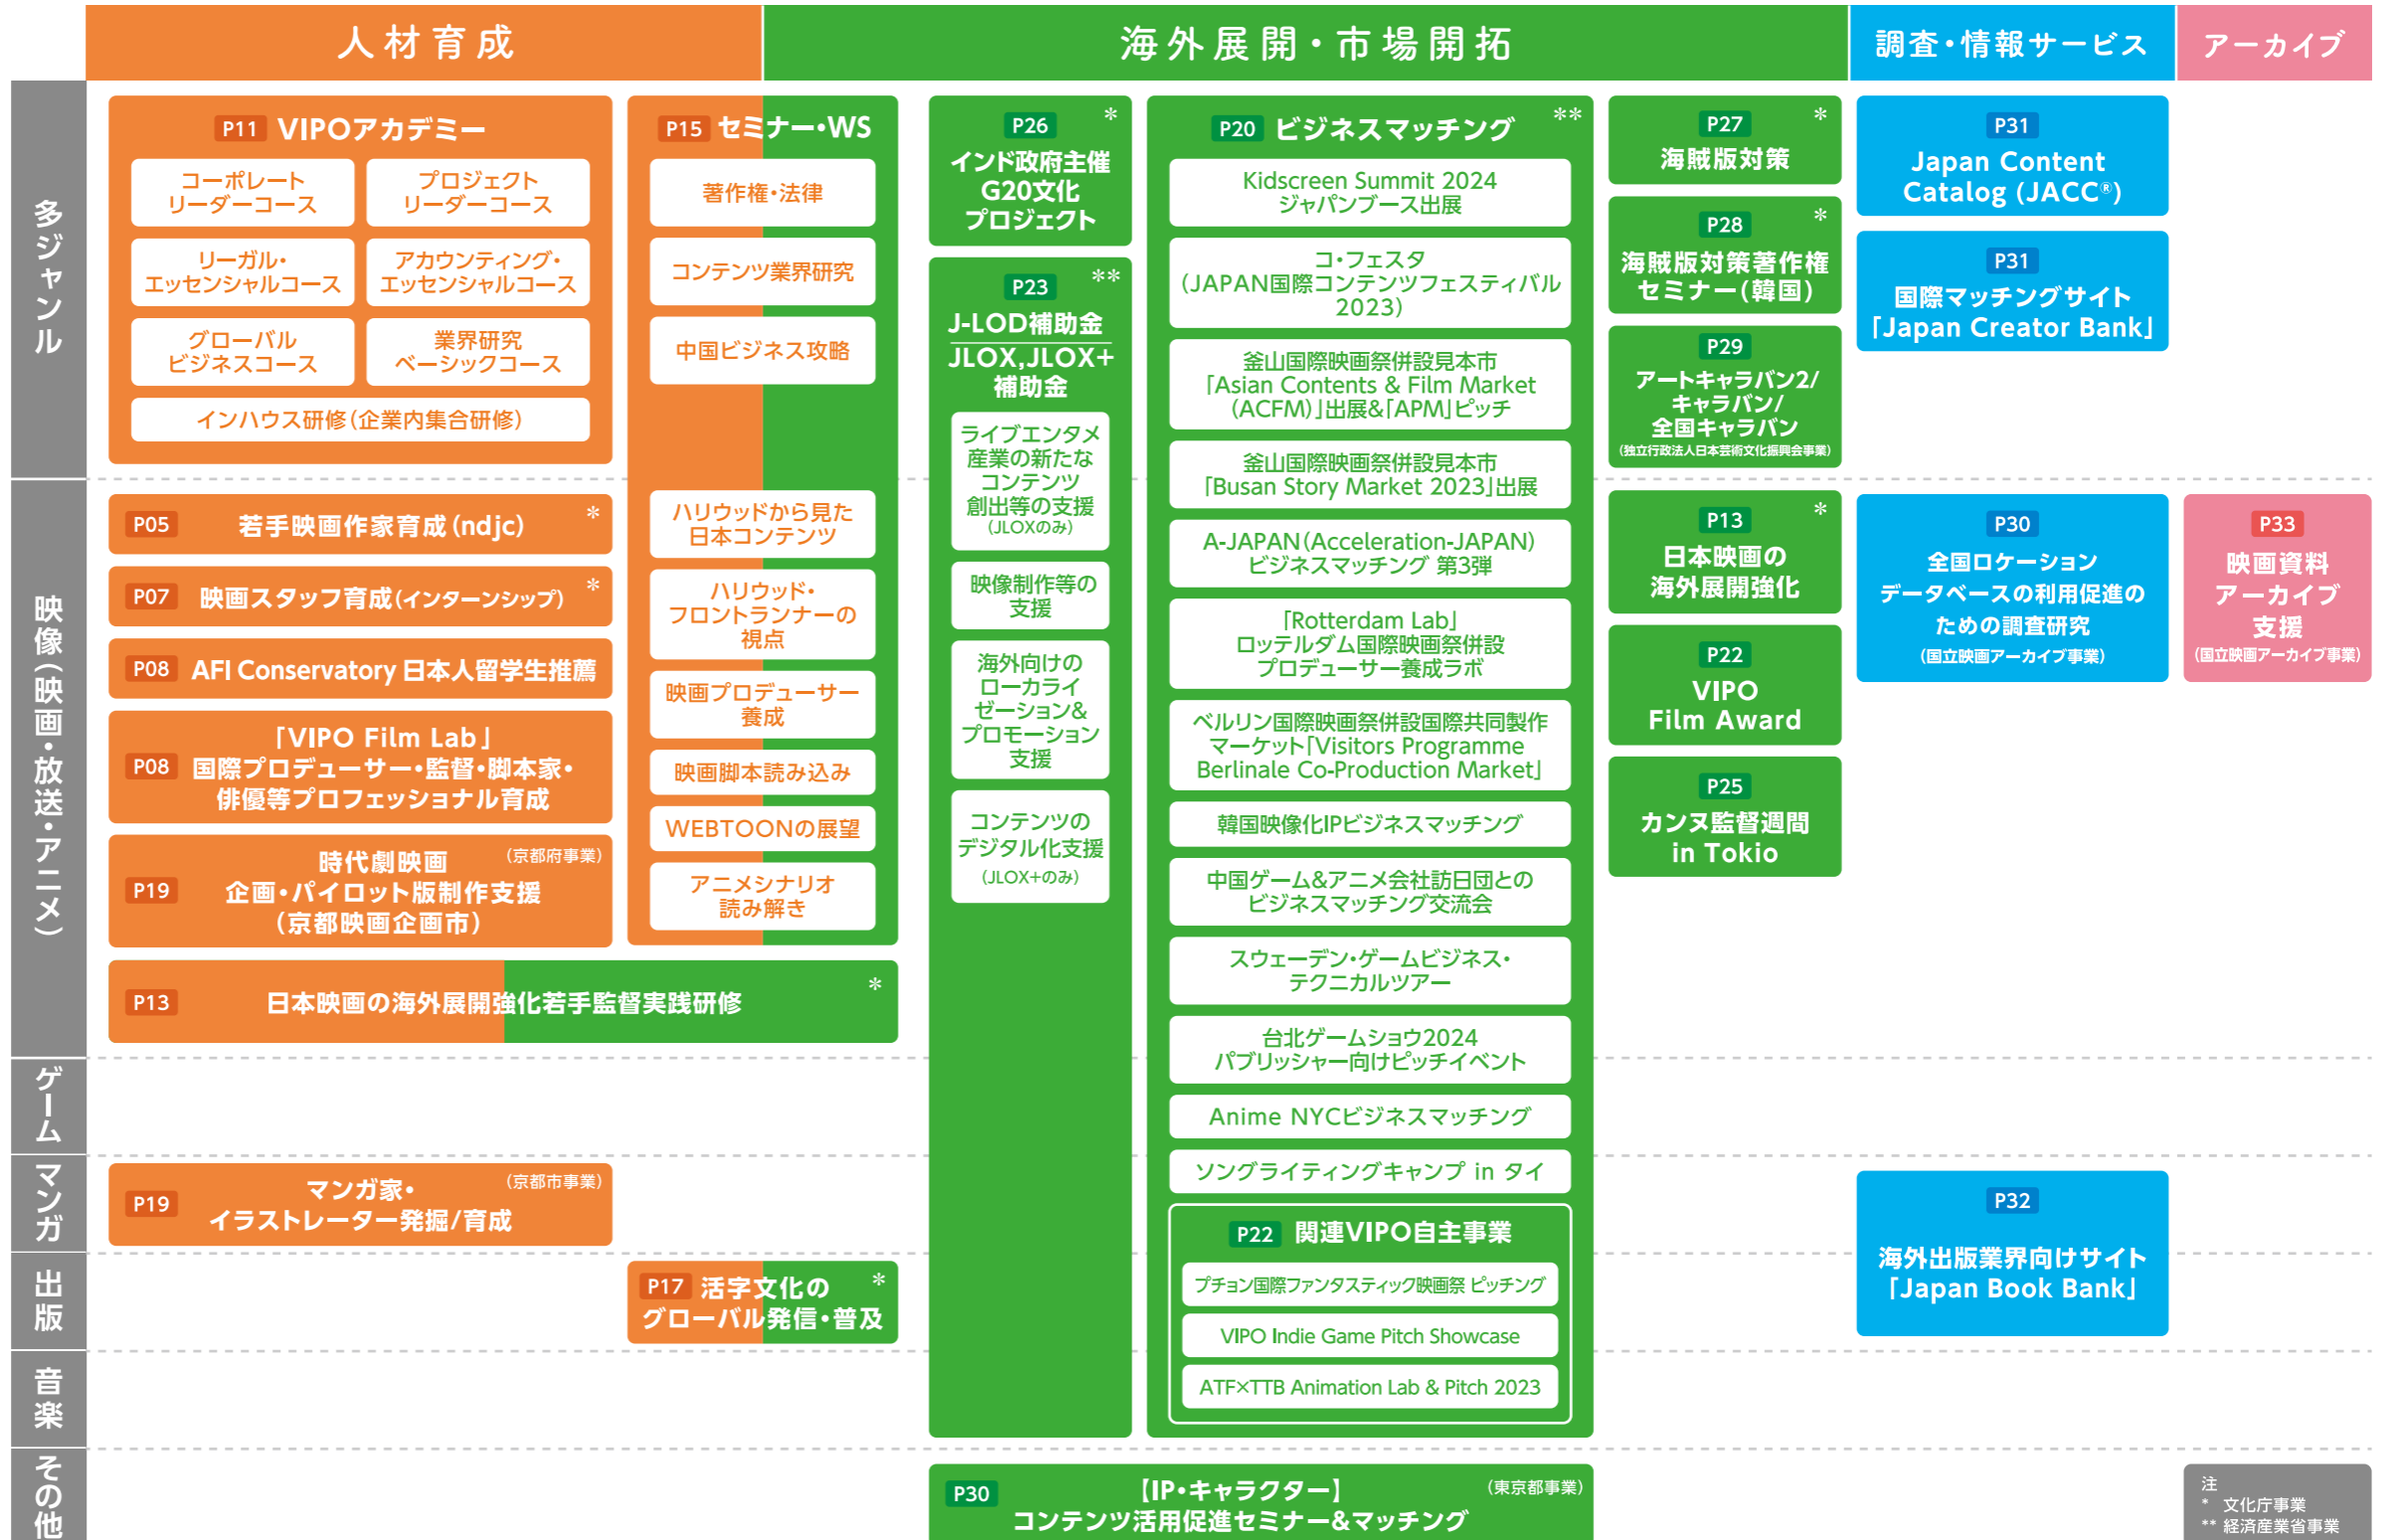 人材育成
海外展開・市場開拓
調査・情報サービス
アーカイブ
多ジャンル
P11 VIPOアカデミー
コーポレート
リーダーコース
プロジェクト
リーダーコース
リーガル・
エッセンシャルコース
アカウンティング・
エッセンシャルコース
グローバル
ビジネスコース
業界研究
ベーシックコース
インハウス研修(企業内集合研修)
P15 セミナー・WS
著作権・法律
コンテンツ業界研究
中国ビジネス攻略
ハリウッドから見た
日本コンテンツ
ハリウッド・
フロントランナーの
視点
映画プロデューサー
養成
映画脚本読み込み
WEBTOONの展望
アニメシナリオ
読み解き
P26 *
インド政府主催
G20文化
プロジェクト
P23 **
J-LOD補助金
JLOX,JLOX+
補助金
ライブエンタメ
産業の新たな
コンテンツ
創出等の支援
(JLOXのみ)
映像制作等の
支援
海外向けの
ローカライ
ゼーション&
プロモーション
支援
コンテンツの
デジタル化支援
(JLOX+のみ)
P20 ビジネスマッチング **
Kidscreen Summit 2024
ジャパンブース出展
コ・フェスタ
(JAPAN国際コンテンツフェスティバル
2023)
釜山国際映画祭併設見本市
「Asian Contents & Film Market
(ACFM)」出展&「APM」ピッチ
釜山国際映画祭併設見本市
「Busan Story Market 2023」出展
A-JAPAN(Acceleration-JAPAN)
ビジネスマッチング 第3弾
「Rotterdam Lab」
ロッテルダム国際映画祭併設
プロデューサー養成ラボ
ベルリン国際映画祭併設国際共同製作
マーケット「Visitors Programme
Berlinale Co-Production Market」
韓国映像化IPビジネスマッチング
中国ゲーム&アニメ会社訪日団との
ビジネスマッチング交流会
スウェーデン・ゲームビジネス・
テクニカルツアー
台北ゲームショウ2024
パブリッシャー向けピッチイベント
Anime NYCビジネスマッチング
ソングライティングキャンプ in タイ
P22 関連VIPO自主事業
プチョン国際ファンタスティック映画祭 ピッチング
VIPO Indie Game Pitch Showcase
ATF×TTB Animation Lab & Pitch 2023
P27 *
海賊版対策
P28 *
海賊版対策著作権
セミナー(韓国)
P29
アートキャラバン2/
キャラバン/
全国キャラバン
(独立行政法人日本芸術文化振興会事業)
P31
Japan Content
Catalog (JACC®)
P31
国際マッチングサイト
「Japan Creator Bank」
映像(映画・放送・アニメ)
P05 若手映画作家育成(ndjc) *
P07 映画スタッフ育成(インターンシップ) *
P08 AFI Conservatory 日本人留学生推薦
「VIPO Film Lab」
P08 国際プロデューサー・監督・脚本家・
俳優等プロフェッショナル育成
時代劇映画 (京都府事業)
P19 企画・パイロット版制作支援
(京都映画企画市)
P13 日本映画の海外展開強化若手監督実践研修 *
P13 *
日本映画の
海外展開強化
P22
VIPO
Film Award
P25
カンヌ監督週間
in Tokio
P30
全国ロケーション
データベースの利用促進の
ための調査研究
(国立映画アーカイブ事業)
P33
映画資料
アーカイブ
支援
(国立映画アーカイブ事業)
ゲーム
マンガ
マンガ家・ (京都市事業)
P19 イラストレーター発掘/育成
P32
海外出版業界向けサイト
「Japan Book Bank」
出版
P17 活字文化の *
グローバル発信・普及
音楽
その他
P30 【IP・キャラクター】 (東京都事業)
コンテンツ活用促進セミナー&マッチング
注
* 文化庁事業
** 経済産業省事業